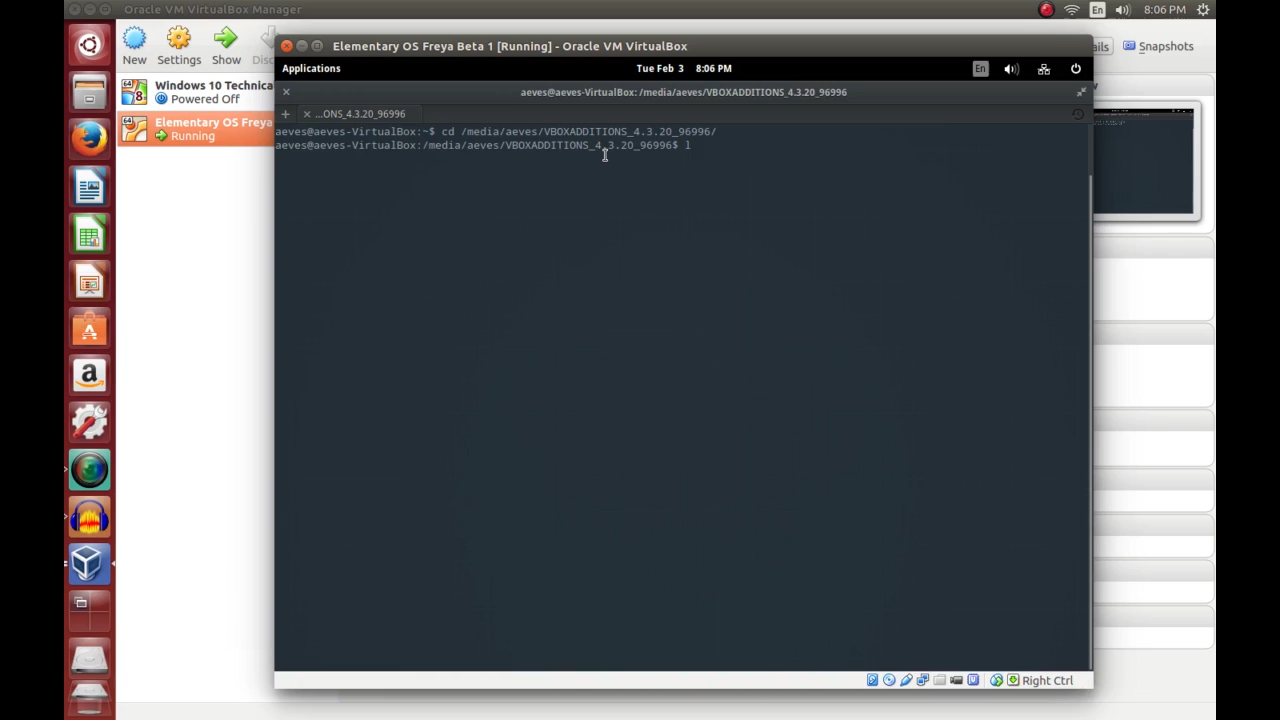 Oracle VM VirtualBox Manager
En
8:06 PM
New
Settings
Show
Disc
ails
Snapshots
Windows 10 Technica
Powered Off
Elementary OS Freya
Running
Elementary OS Freya Beta 1 [Running] - Oracle VM VirtualBox
Applications
Tue Feb 3 8:06 PM
En
aeves@aeves-VirtualBox: /media/aeves/VBOXADDITIONS_4.3.20_96996
...ONS_4.3.20_96996
aeves@aeves-VirtualBox:~$ cd /media/aeves/VBOXADDITIONS_4.3.20_96996/
aeves@aeves-VirtualBox:/media/aeves/VBOXADDITIONS_4.3.20_96996$ l
Right Ctrl